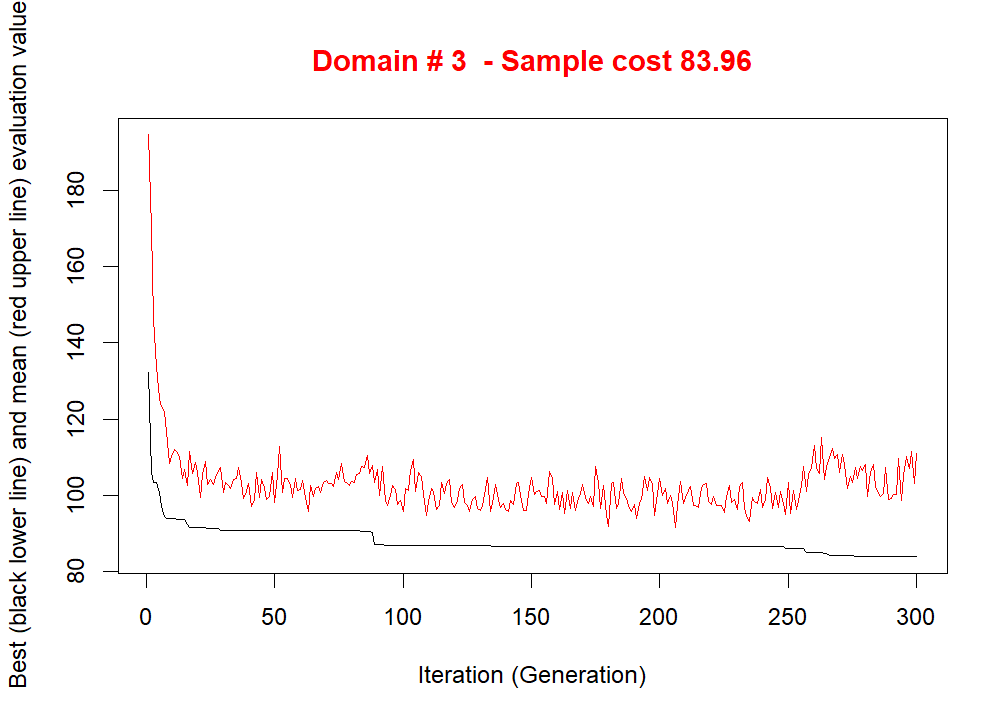 Domain # 3  - Sample cost 83.96
Best (black lower line) and mean (red upper line) evaluation value
180
160
140
120
100
80
0 50 100 150 200 250 300
Iteration (Generation)